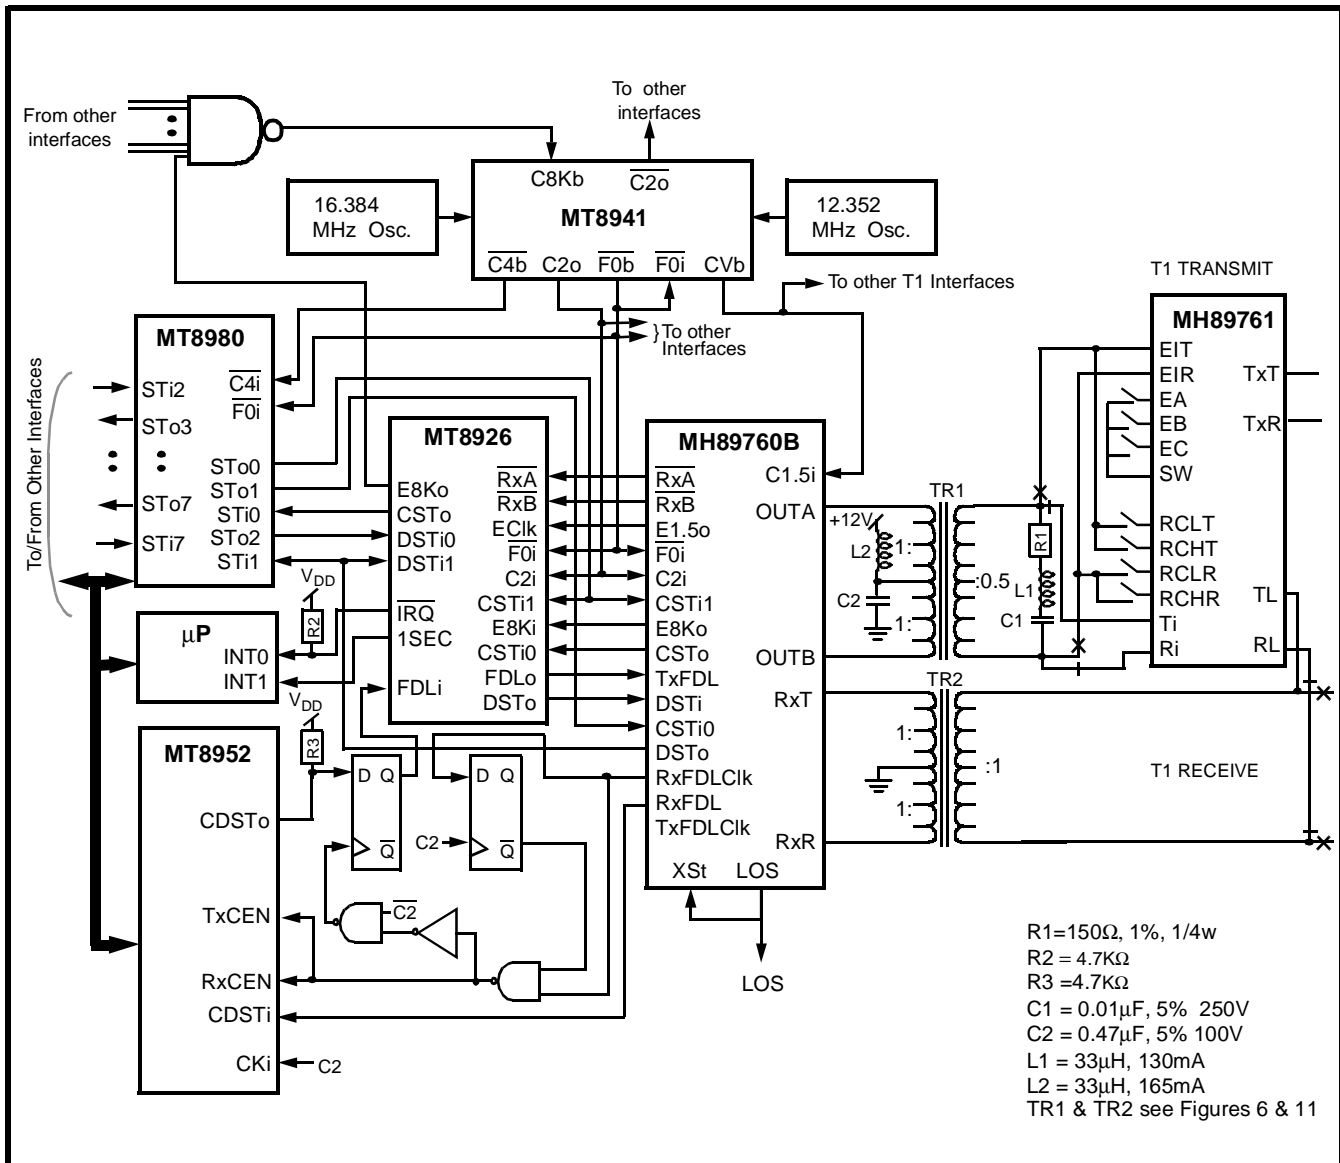 To other
interfaces
From other
interfaces
C8Kb
C2o
MT8941
16.384
MHz Osc.
12.352
MHz Osc.
C4b C2o F0b F0i CVb
To other T1 Interfaces
}To other
Interfaces
T1 TRANSMIT
MH89761
EIT
EIR
EA
EB
EC
SW
RCLT
RCHT
RCLR
RCHR
Ti
Ri
TxT
TxR
TL
RL
To/From Other Interfaces
MT8980
STi2
STo3
STo7
STi7
C4i
F0i
STo0
STo1
STi0
STo2
STi1
MT8926
E8Ko
CSTo
DSTi0
DSTi1
IRQ
1SEC
FDLi
RxA
RxB
EClk
F0i
C2i
CSTi1
E8Ki
CSTi0
FDLo
DSTo
MH89760B
RxA
RxB
E1.5o
F0i
C2i
CSTi1
E8Ko
CSTo
TxFDL
DSTi
CSTi0
DSTo
RxFDLClk
RxFDL
TxFDLClk
C1.5i
OUTA
OUTB
RxT
RxR
XSt LOS
LOS
TR1
+12V
L2
1:
C2
1:
:0.5
R1
L1
C1
TR2
1:
1:
:1
T1 RECEIVE
VDD
R2
µP
INT0
INT1
VDD
R3
MT8952
CDSTo
TxCEN
RxCEN
CDSTi
CKi
C2
D Q
Q
D Q
Q
C2
C2
R1=150Ω, 1%, 1/4w
R2 = 4.7KΩ
R3 =4.7KΩ
C1 = 0.01µF, 5% 250V
C2 = 0.47µF, 5% 100V
L1 = 33µH, 130mA
L2 = 33µH, 165mA
TR1 & TR2 see Figures 6 & 11